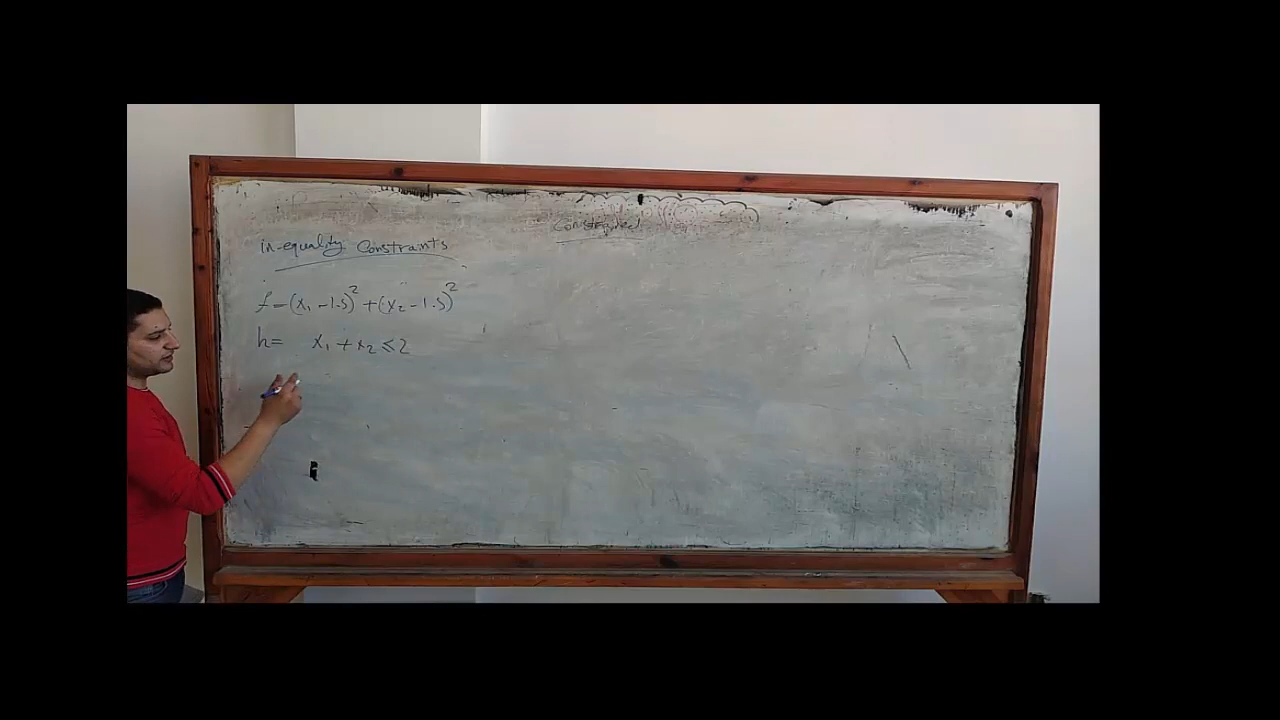 Constrained
in-equality Constraints
f=(x₁-1.5)²+(x₂-1.5)²
h= x₁+x₂≤2